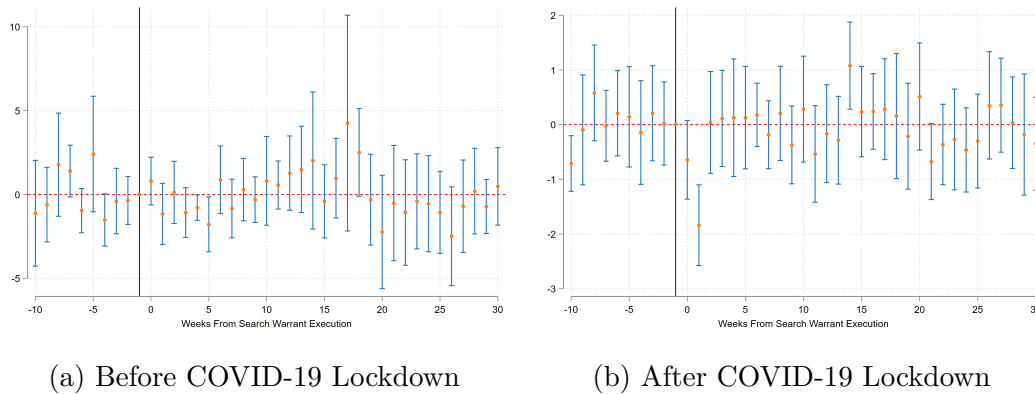 10
5
0
-5
-10 -5 0 5 10 15 20 25 30
Weeks From Search Warrant Execution
(a) Before COVID-19 Lockdown
2
1
0
-1
-2
-3
-10 -5 0 5 10 15 20 25 30
Weeks From Search Warrant Execution
(b) After COVID-19 Lockdown